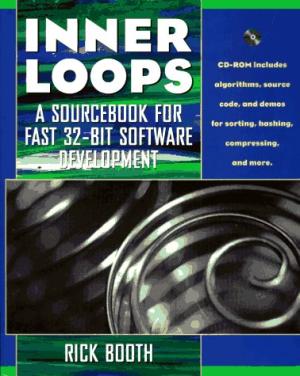 INNER
LOOPS
A SOURCEBOOK FOR
FAST 32-BIT SOFTWARE
DEVELOPMENT
CD-ROM includes
algorithms, source
code, and demos
for sorting, hashing,
compressing,
and more.
RICK BOOTH